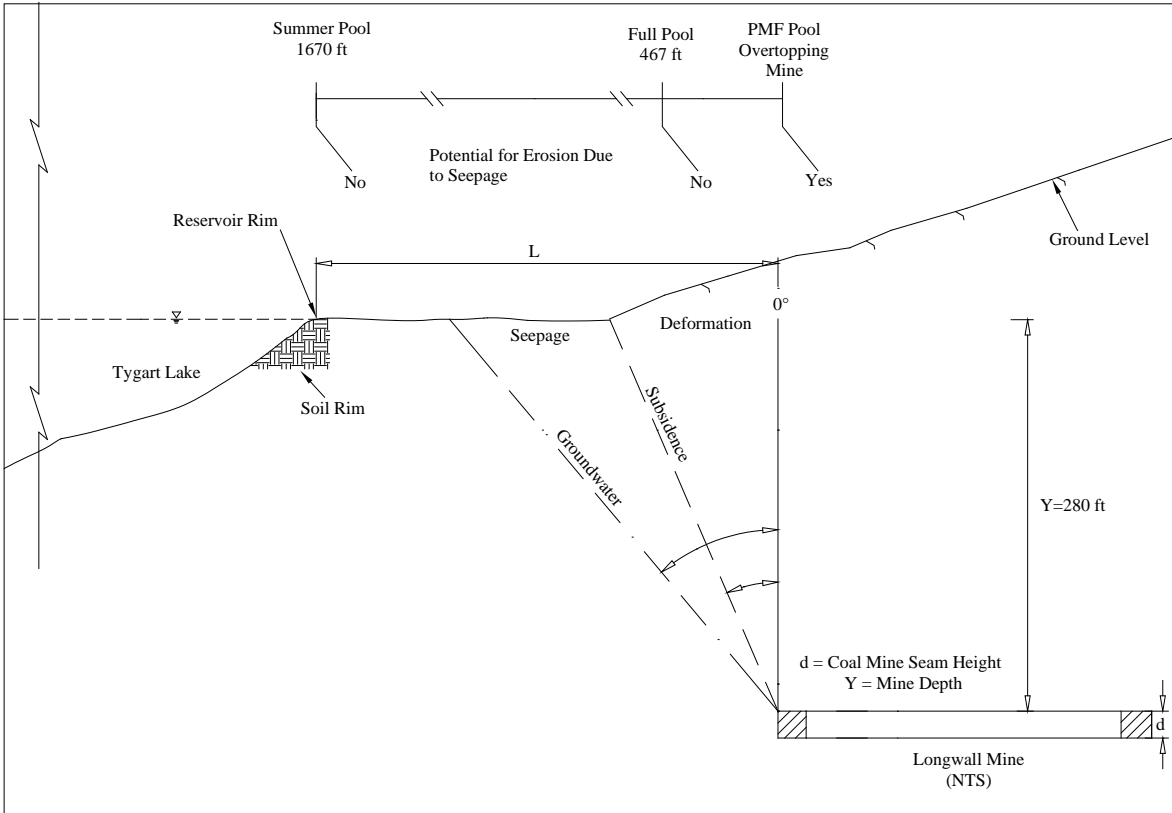 Summer Pool
1670 ft
Full Pool
467 ft
PMF Pool
Overtopping
Mine
Potential for Erosion Due
to Seepage
No
No
Yes
Reservoir Rim
L
Ground Level
0°
Seepage
Deformation
Tygart Lake
Soil Rim
Groundwater
Subsidence
Y=280 ft
d = Coal Mine Seam Height
Y = Mine Depth
d
Longwall Mine
(NTS)